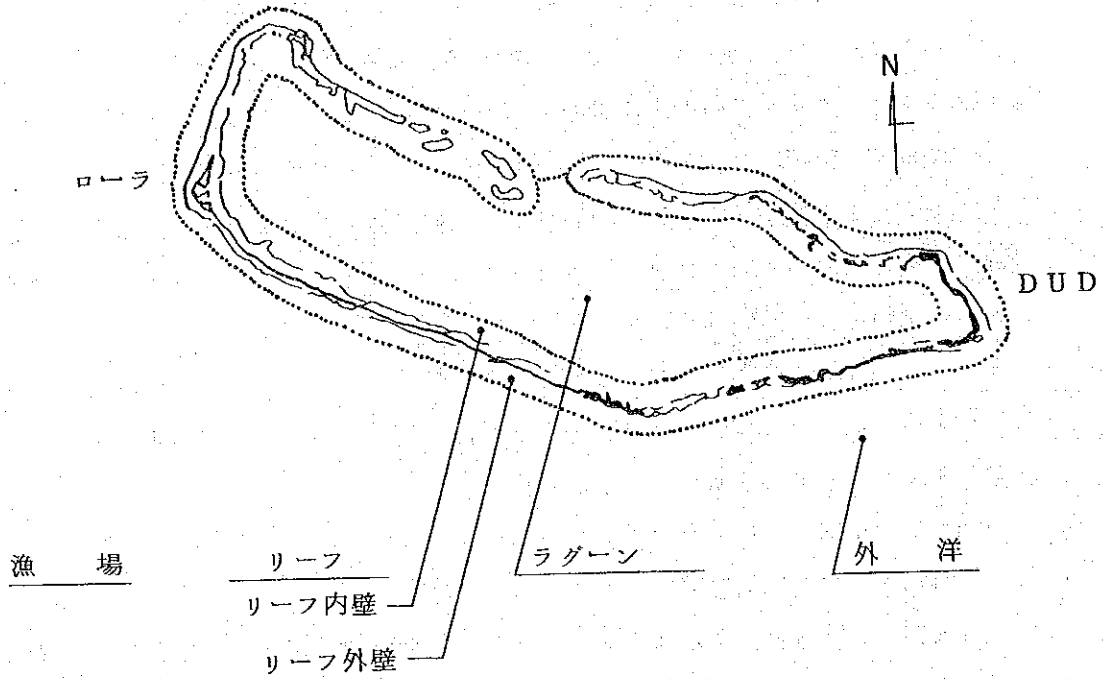 N
ローラ
DUD
漁場 リーフ ラグーン 外洋
リーフ内壁
リーフ外壁